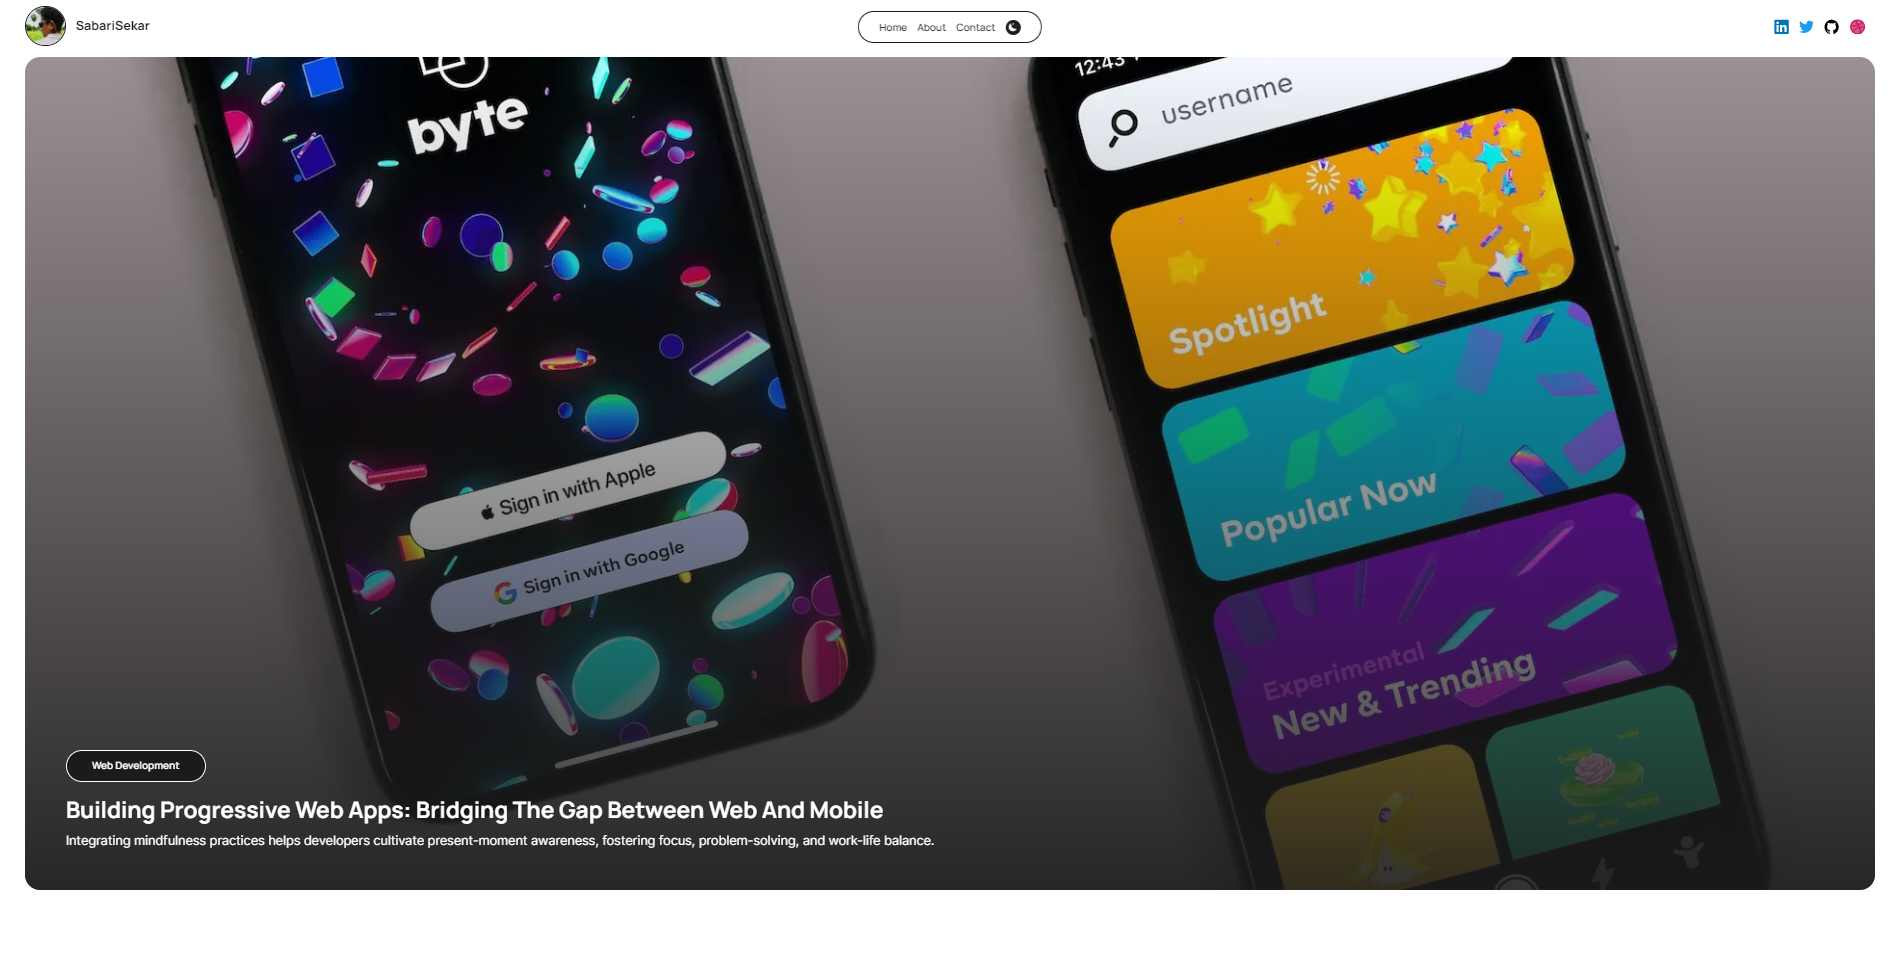 SabariSekar
Home About Contact
byte
Sign in with Apple
Sign in with Google
12:43
username
Spotlight
Popular Now
Experimental
New & Trending
Web Development
Building Progressive Web Apps: Bridging The Gap Between Web And Mobile
Integrating mindfulness practices helps developers cultivate present-moment awareness, fostering focus, problem-solving, and work-life balance.